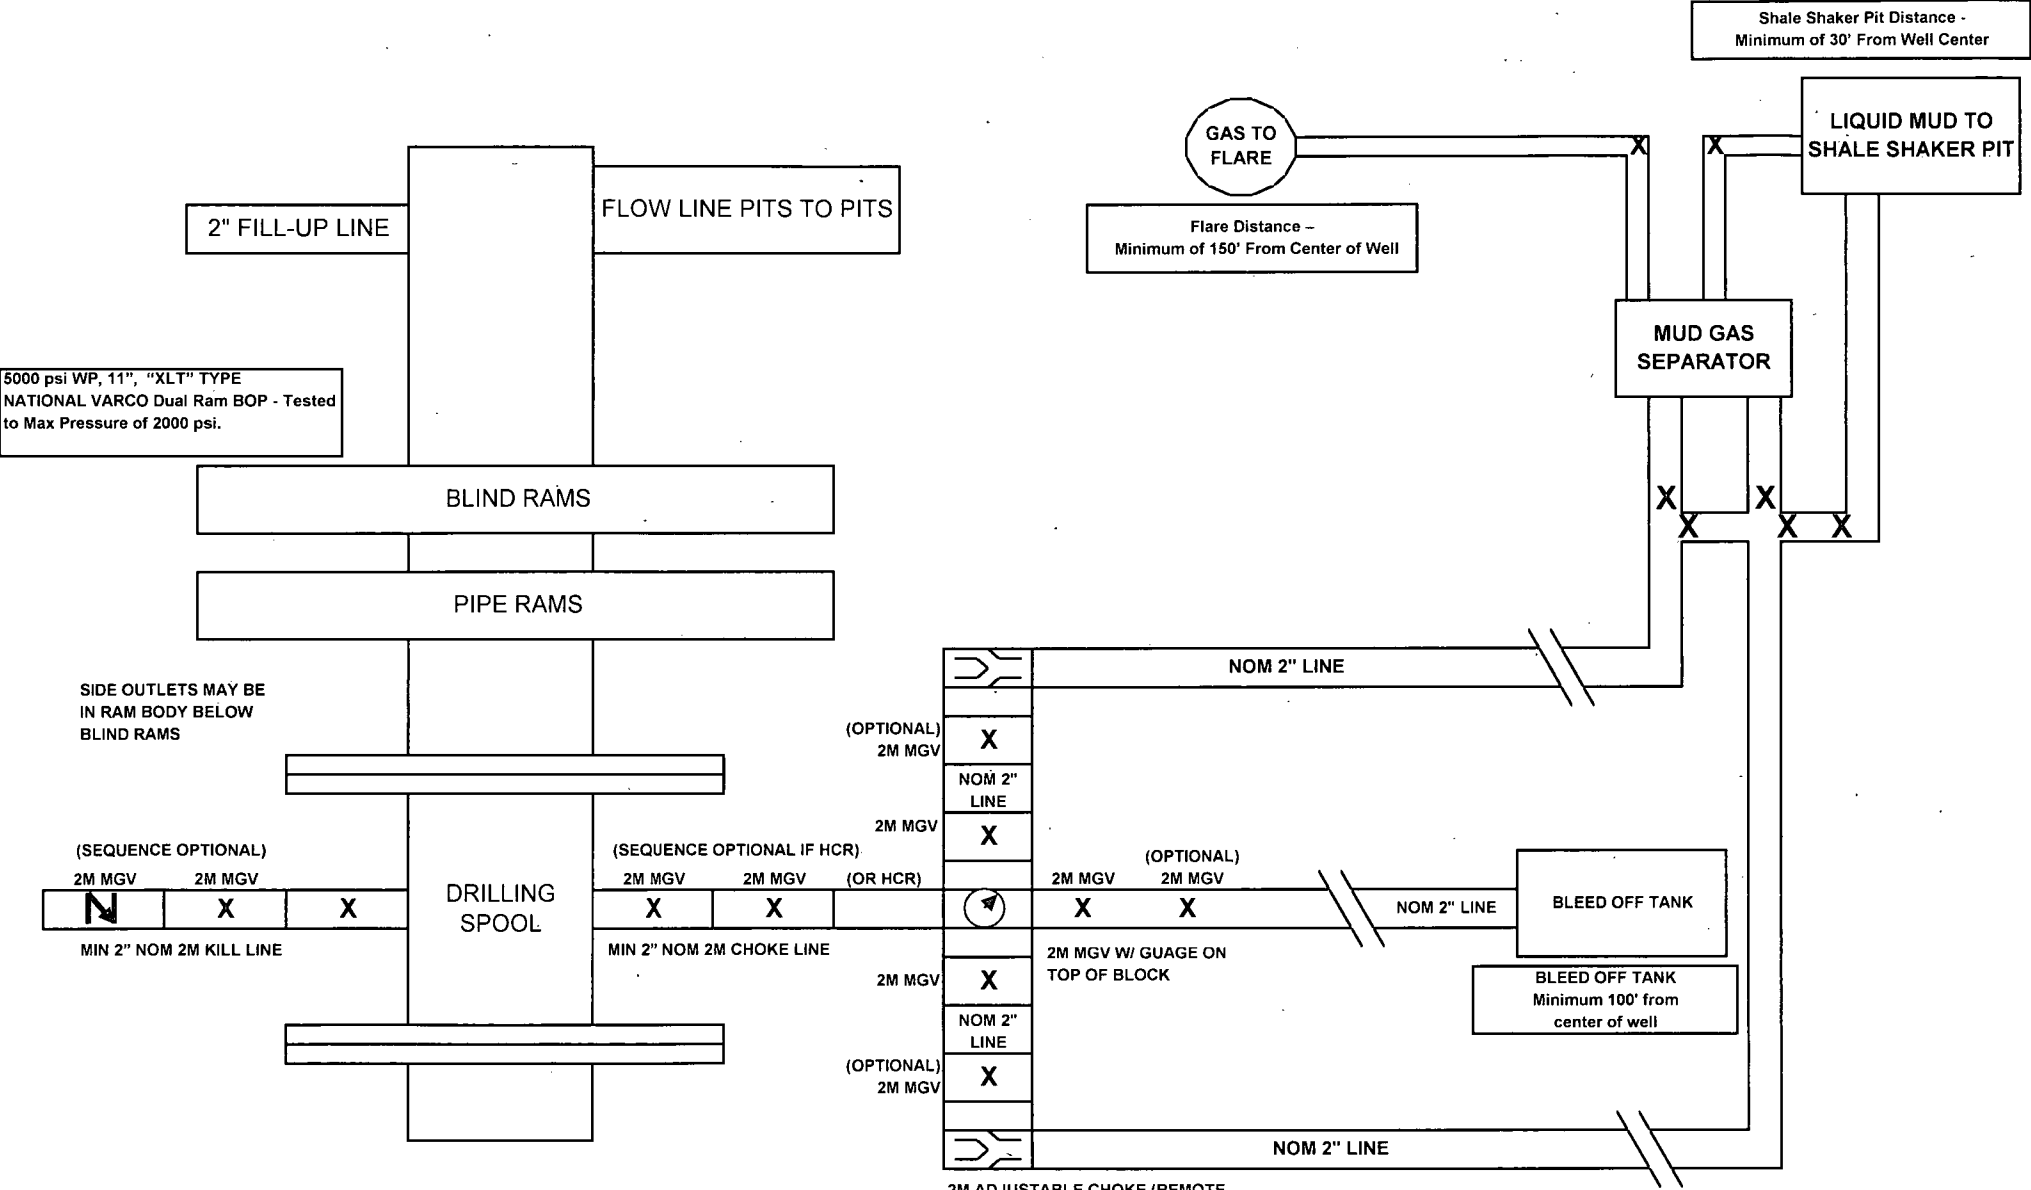 Shale Shaker Pit Distance -
Minimum of 30' From Well Center
LIQUID MUD TO
SHALE SHAKER PIT
GAS TO
FLARE
X
X
Flare Distance –
Minimum of 150' From Center of Well
2" FILL-UP LINE
FLOW LINE PITS TO PITS
MUD GAS
SEPARATOR
5000 psi WP, 11", "XLT" TYPE
NATIONAL VARCO Dual Ram BOP - Tested
to Max Pressure of 2000 psi.
BLIND RAMS
X
X
X
X
X
PIPE RAMS
NOM 2" LINE
SIDE OUTLETS MAY BE
IN RAM BODY BELOW
BLIND RAMS
(OPTIONAL)
2M MGV
X
NOM 2"
LINE
2M MGV
X
(SEQUENCE OPTIONAL)
2M MGV
2M MGV
N
X
X
MIN 2" NOM 2M KILL LINE
DRILLING
SPOOL
(SEQUENCE OPTIONAL IF HCR)
2M MGV
2M MGV
(OR HCR)
X
X
MIN 2" NOM 2M CHOKE LINE
(OPTIONAL)
2M MGV
2M MGV
X
X
NOM 2" LINE
BLEED OFF TANK
2M MGV W/ GUAGE ON
TOP OF BLOCK
BLEED OFF TANK
Minimum 100' from
center of well
2M MGV
X
NOM 2"
LINE
(OPTIONAL)
2M MGV
X
NOM 2" LINE
2M ADJUSTABLE CHOKE /REMOTE